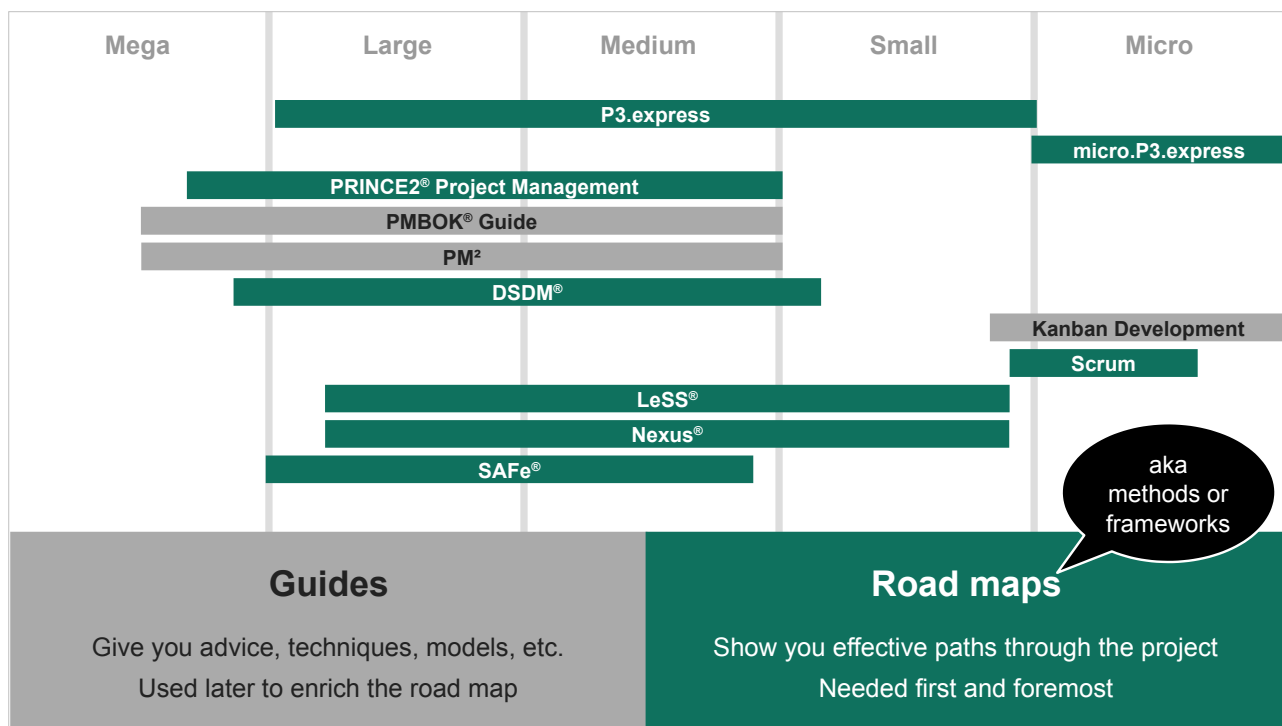 Mega Large Medium Small Micro
P3.express
micro.P3.express
PRINCE2® Project Management
PMBOK® Guide
PM²
DSDM®
Kanban Development
Scrum
LeSS®
Nexus®
SAFe®
aka
methods or
frameworks
Guides
Give you advice, techniques, models, etc.
Used later to enrich the road map
Road maps
Show you effective paths through the project
Needed first and foremost